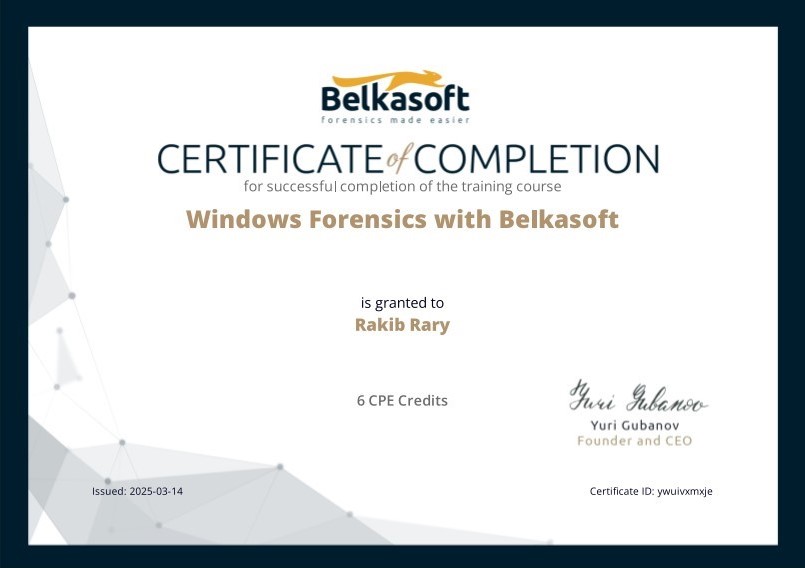 Belkasoft
forensics made easier
CERTIFICATE of COMPLETION
for successful completion of the training course
Windows Forensics with Belkasoft
is granted to
Rakib Rary
6 CPE Credits
Yuri Gubanov
Yuri Gubanov
Founder and CEO
Issued: 2025-03-14
Certificate ID: ywuivxmxje